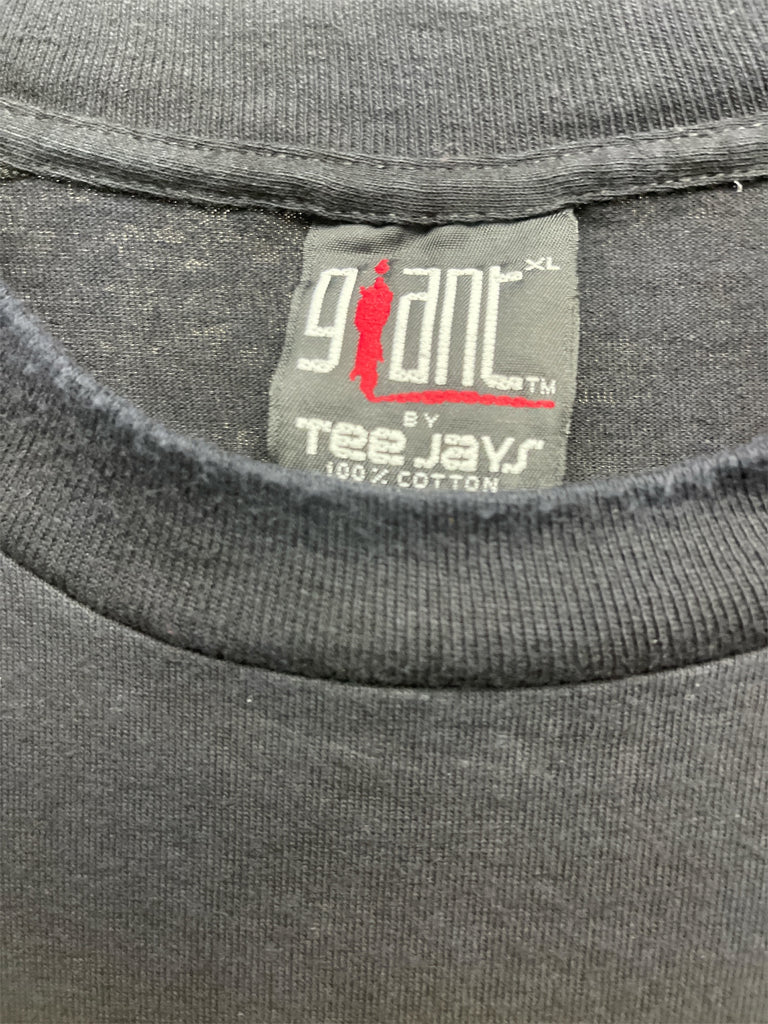 giant XL
TM
BY
Tee Jays
100% COTTON